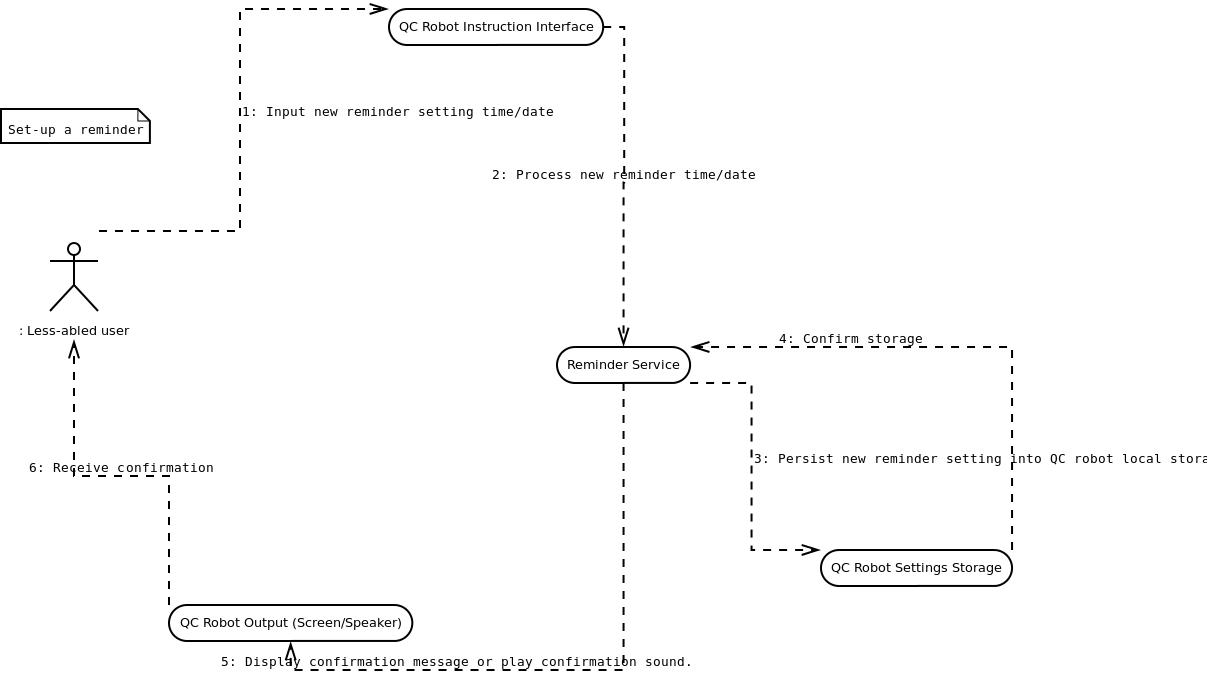 QC Robot Instruction Interface
1: Input new reminder setting time/date
Set-up a reminder
2: Process new reminder time/date
: Less-abled user
4: Confirm storage
Reminder Service
3: Persist new reminder setting into QC robot local stora
6: Receive confirmation
QC Robot Settings Storage
QC Robot Output (Screen/Speaker)
5: Display confirmation message or play confirmation sound.